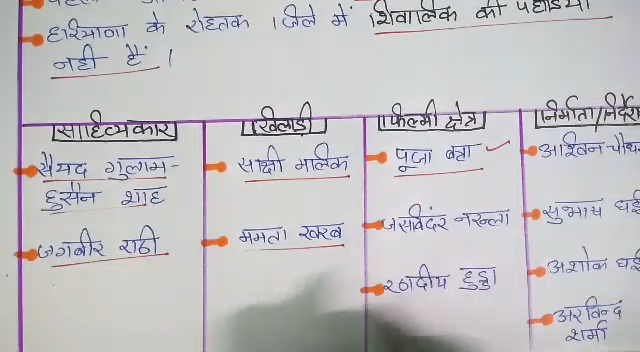 हरियाणा के रोहतक जिले में शिवालिक की पहाडिया
नही हैं।
साहित्यकार
सैयद गुलाम-
हुसैन शाह
जगबीर राठी
खिलाडी
साक्षी मलिक
ममता खरब
फिल्मी क्षेत्र
पूजा बत्रा
जसविंदर नरुला
रणदीप हुड्डा
निर्माता/निर्देश
अश्विन चौध
सुभाष घई
अशोक घई
अरविन्द
शर्मा